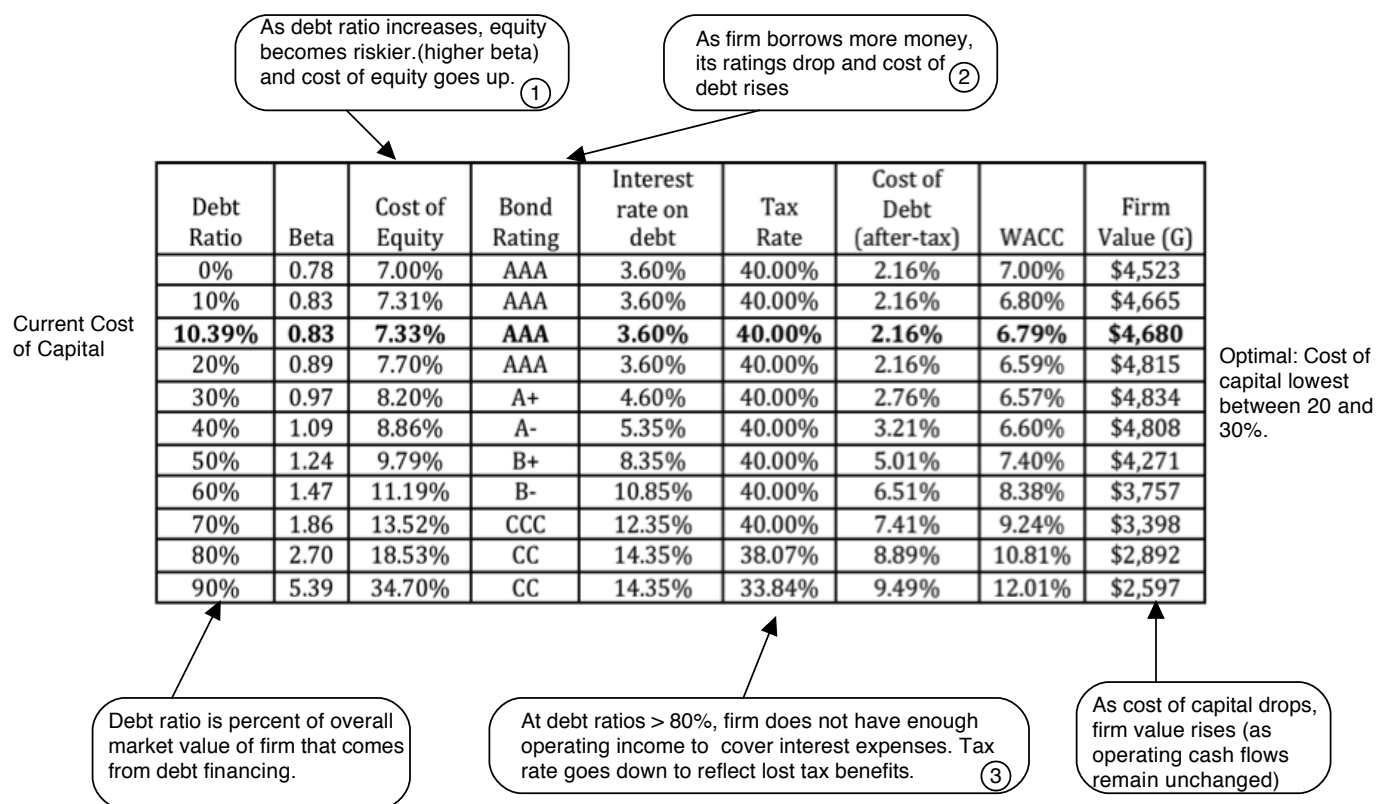 As debt ratio increases, equity
becomes riskier.(higher beta)
and cost of equity goes up.
1
As firm borrows more money,
its ratings drop and cost of
debt rises
2
Debt Ratio Beta Cost of Equity Bond Rating Interest rate on debt Tax Rate Cost of Debt (after-tax) WACC Firm Value (G)
0% 0.78 7.00% AAA 3.60% 40.00% 2.16% 7.00% $4,523
10% 0.83 7.31% AAA 3.60% 40.00% 2.16% 6.80% $4,665
Current Cost
of Capital
10.39% 0.83 7.33% AAA 3.60% 40.00% 2.16% 6.79% $4,680
20% 0.89 7.70% AAA 3.60% 40.00% 2.16% 6.59% $4,815
30% 0.97 8.20% A+ 4.60% 40.00% 2.76% 6.57% $4,834
40% 1.09 8.86% A- 5.35% 40.00% 3.21% 6.60% $4,808
50% 1.24 9.79% B+ 8.35% 40.00% 5.01% 7.40% $4,271
60% 1.47 11.19% B- 10.85% 40.00% 6.51% 8.38% $3,757
70% 1.86 13.52% CCC 12.35% 40.00% 7.41% 9.24% $3,398
80% 2.70 18.53% CC 14.35% 38.07% 8.89% 10.81% $2,892
90% 5.39 34.70% CC 14.35% 33.84% 9.49% 12.01% $2,597
Optimal: Cost of
capital lowest
between 20 and
30%.
Debt ratio is percent of overall
market value of firm that comes
from debt financing.
At debt ratios > 80%, firm does not have enough
operating income to cover interest expenses. Tax
rate goes down to reflect lost tax benefits.
3
As cost of capital drops,
firm value rises (as
operating cash flows
remain unchanged)